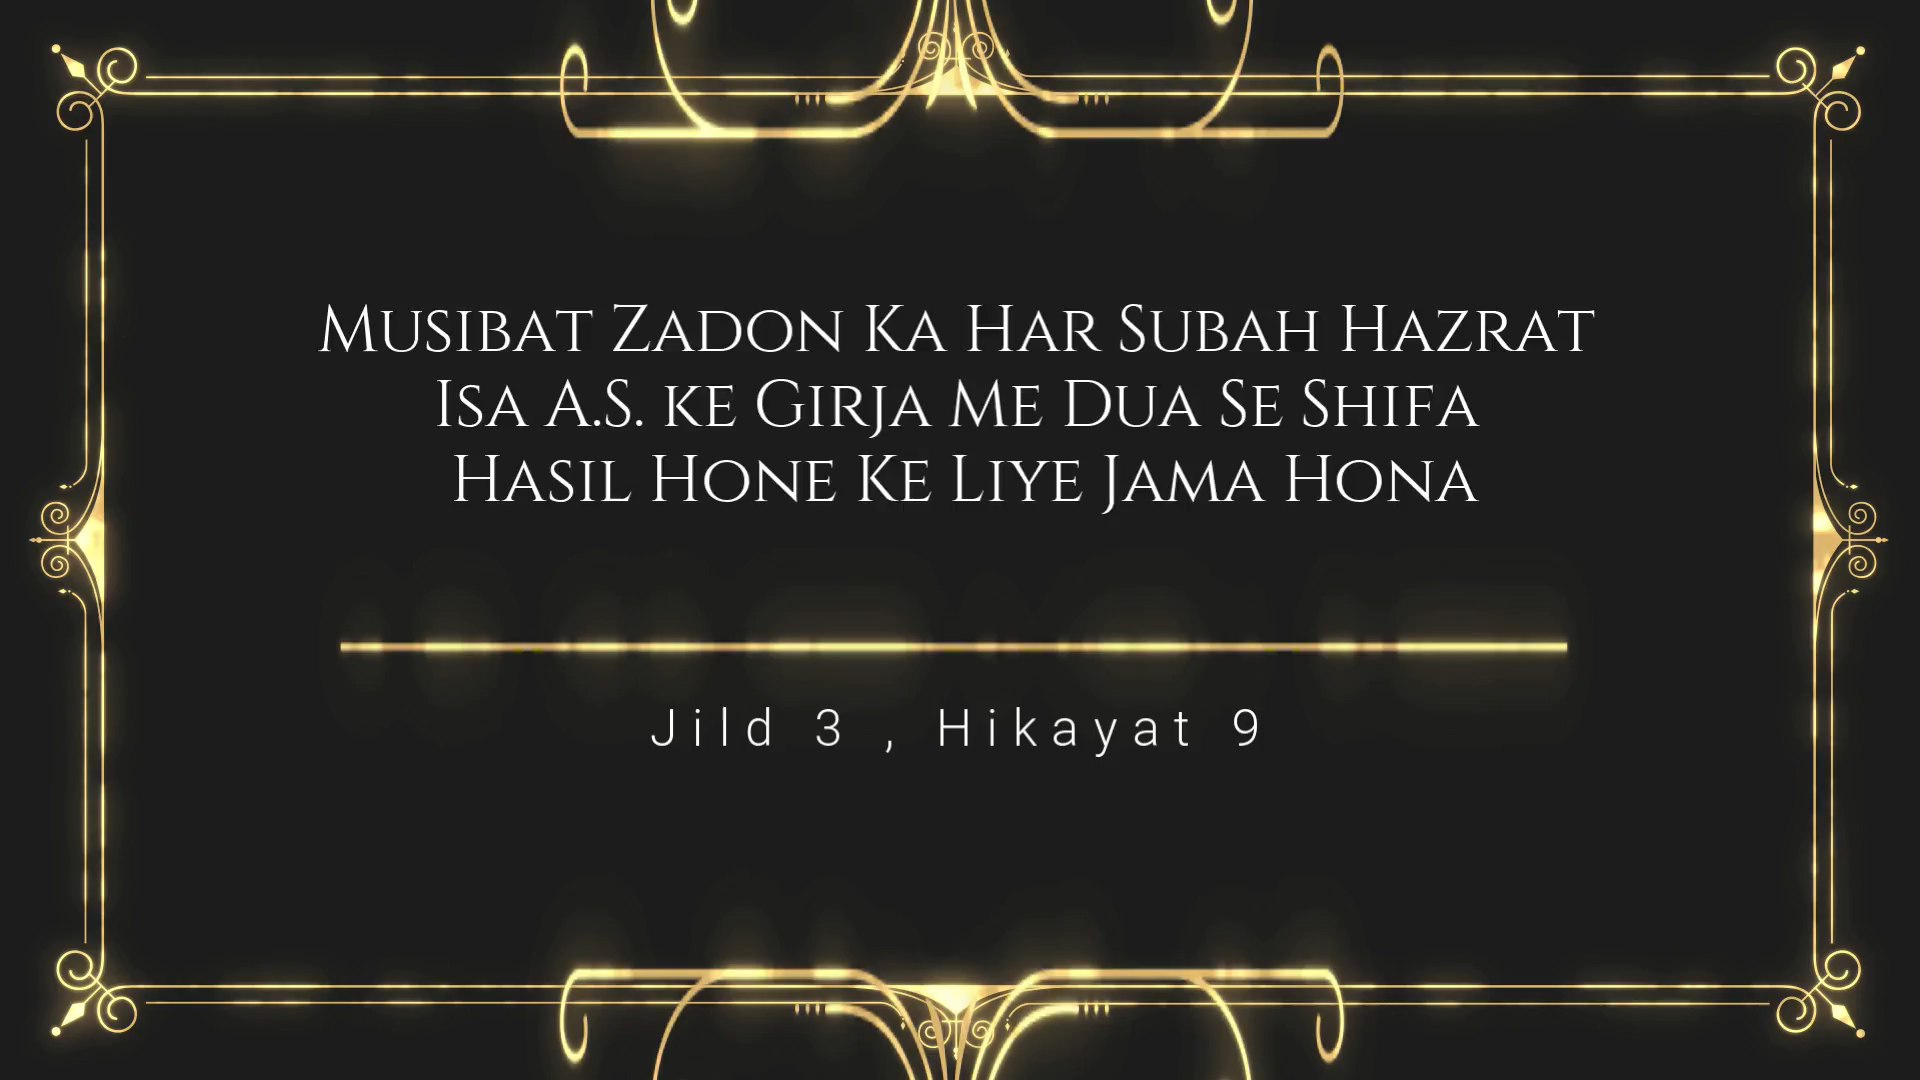 Musibat Zadon Ka Har Subah Hazrat
Isa A.S. ke Girja Me Dua Se Shifa
Hasil Hone Ke Liye Jama Hona
Jild 3 , Hikayat 9